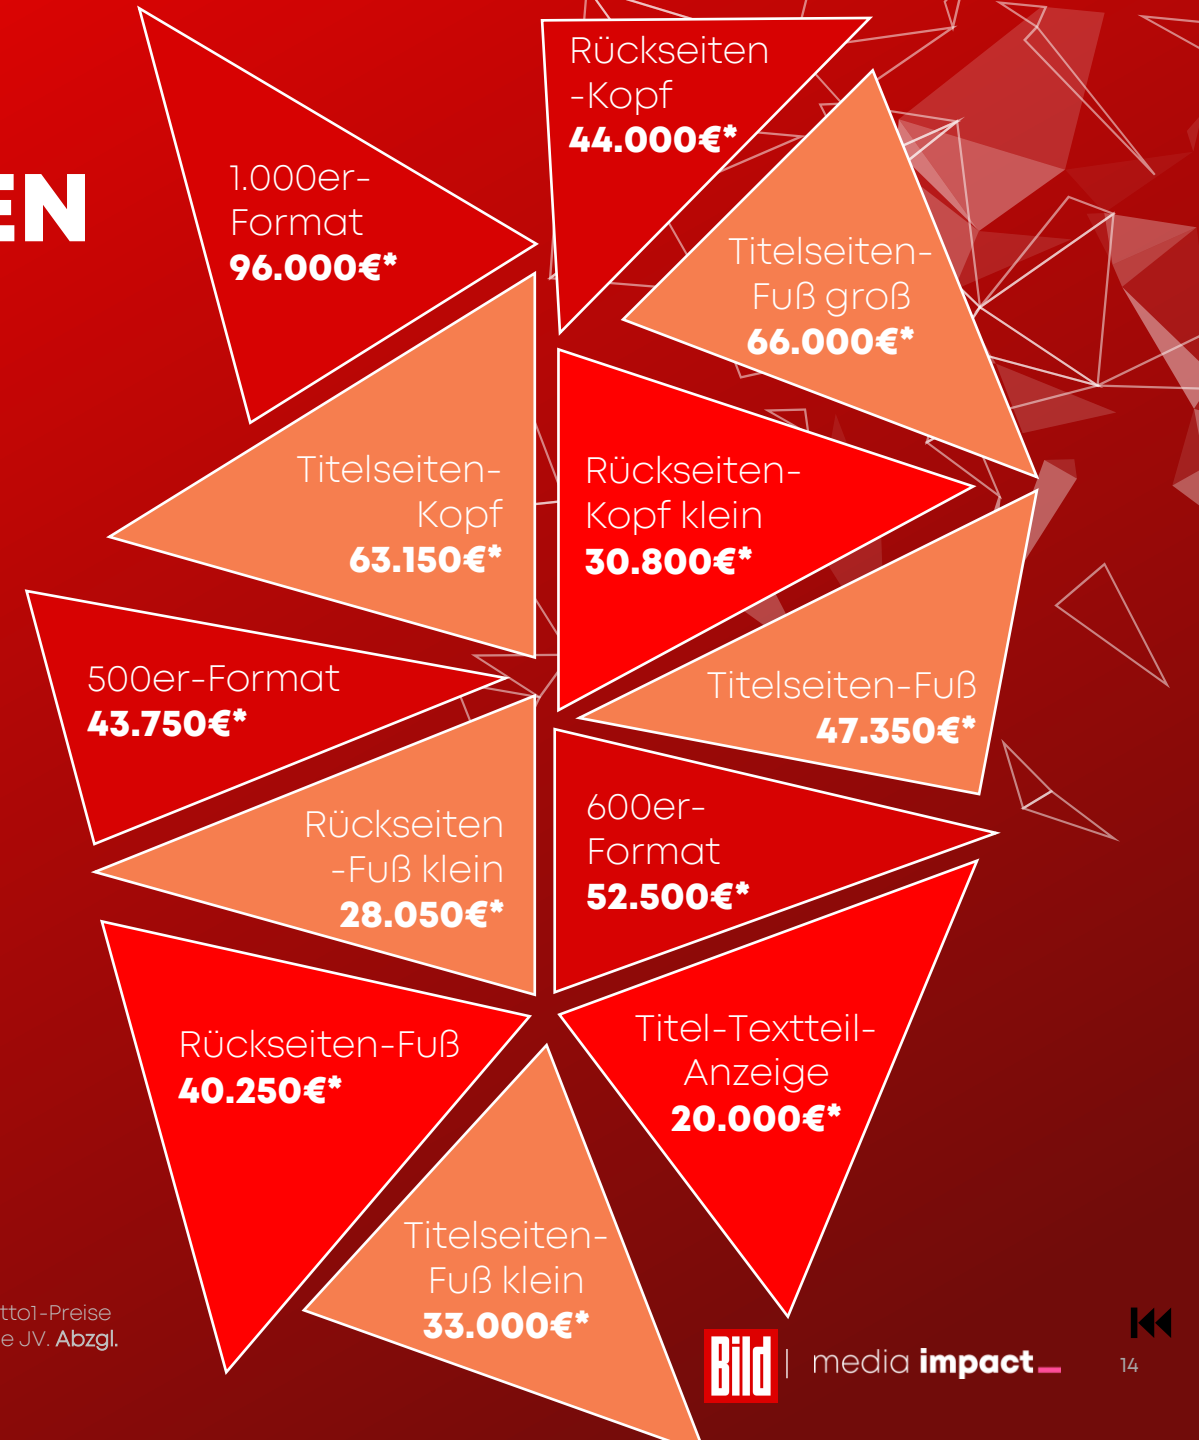 EN
1.000er-
Format
96.000€*
Rückseiten
-Kopf
44.000€*
Titelseiten-
Fuß groß
66.000€*
Titelseiten-
Kopf
63.150€*
Rückseiten-
Kopf klein
30.800€*
500er-Format
43.750€*
Titelseiten-Fuß
47.350€*
Rückseiten
-Fuß klein
28.050€*
600er-
Format
52.500€*
Rückseiten-Fuß
40.250€*
Titel-Textteil-
Anzeige
20.000€*
Titelseiten-
Fuß klein
33.000€*
tto1-Preise
e JV. Abzgl.
Bild | media impact_
14